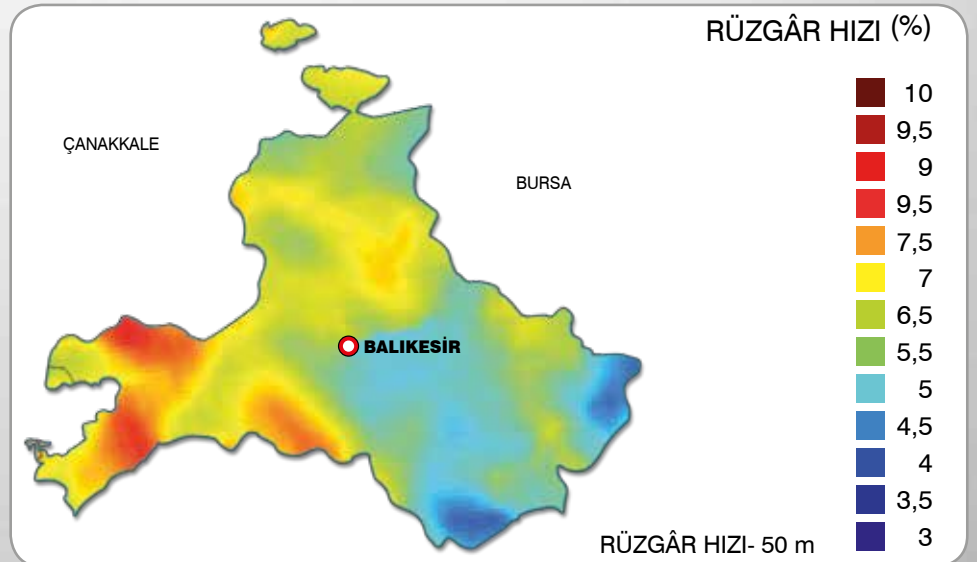 RÜZGÂR HIZI (%)
10
9,5
9
9,5
7,5
7
6,5
5,5
5
4,5
4
3,5
3
ÇANAKKALE
BURSA
BALIKESİR
RÜZGÂR HIZI- 50 m